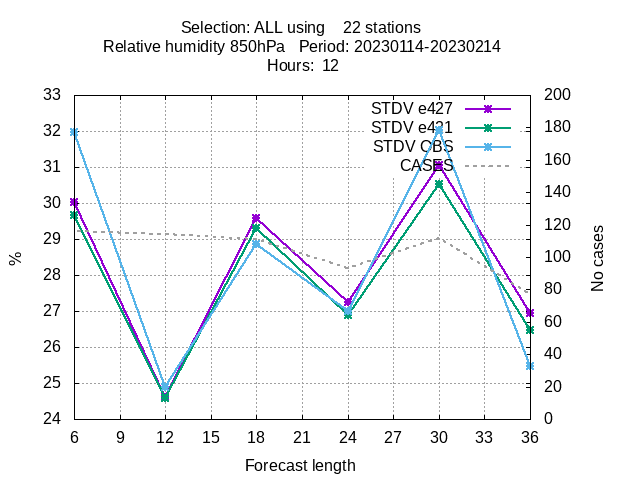 Selection: ALL using    22 stations
Relative humidity 850hPa   Period: 20230114-20230214
Hours:  12
STDV e427
STDV e421
STDV OBS
CASES
33
32
31
30
29
28
27
26
25
24
200
180
160
140
120
100
80
60
40
20
0
%
No cases
6 9 12 15 18 21 24 27 30 33 36
Forecast length